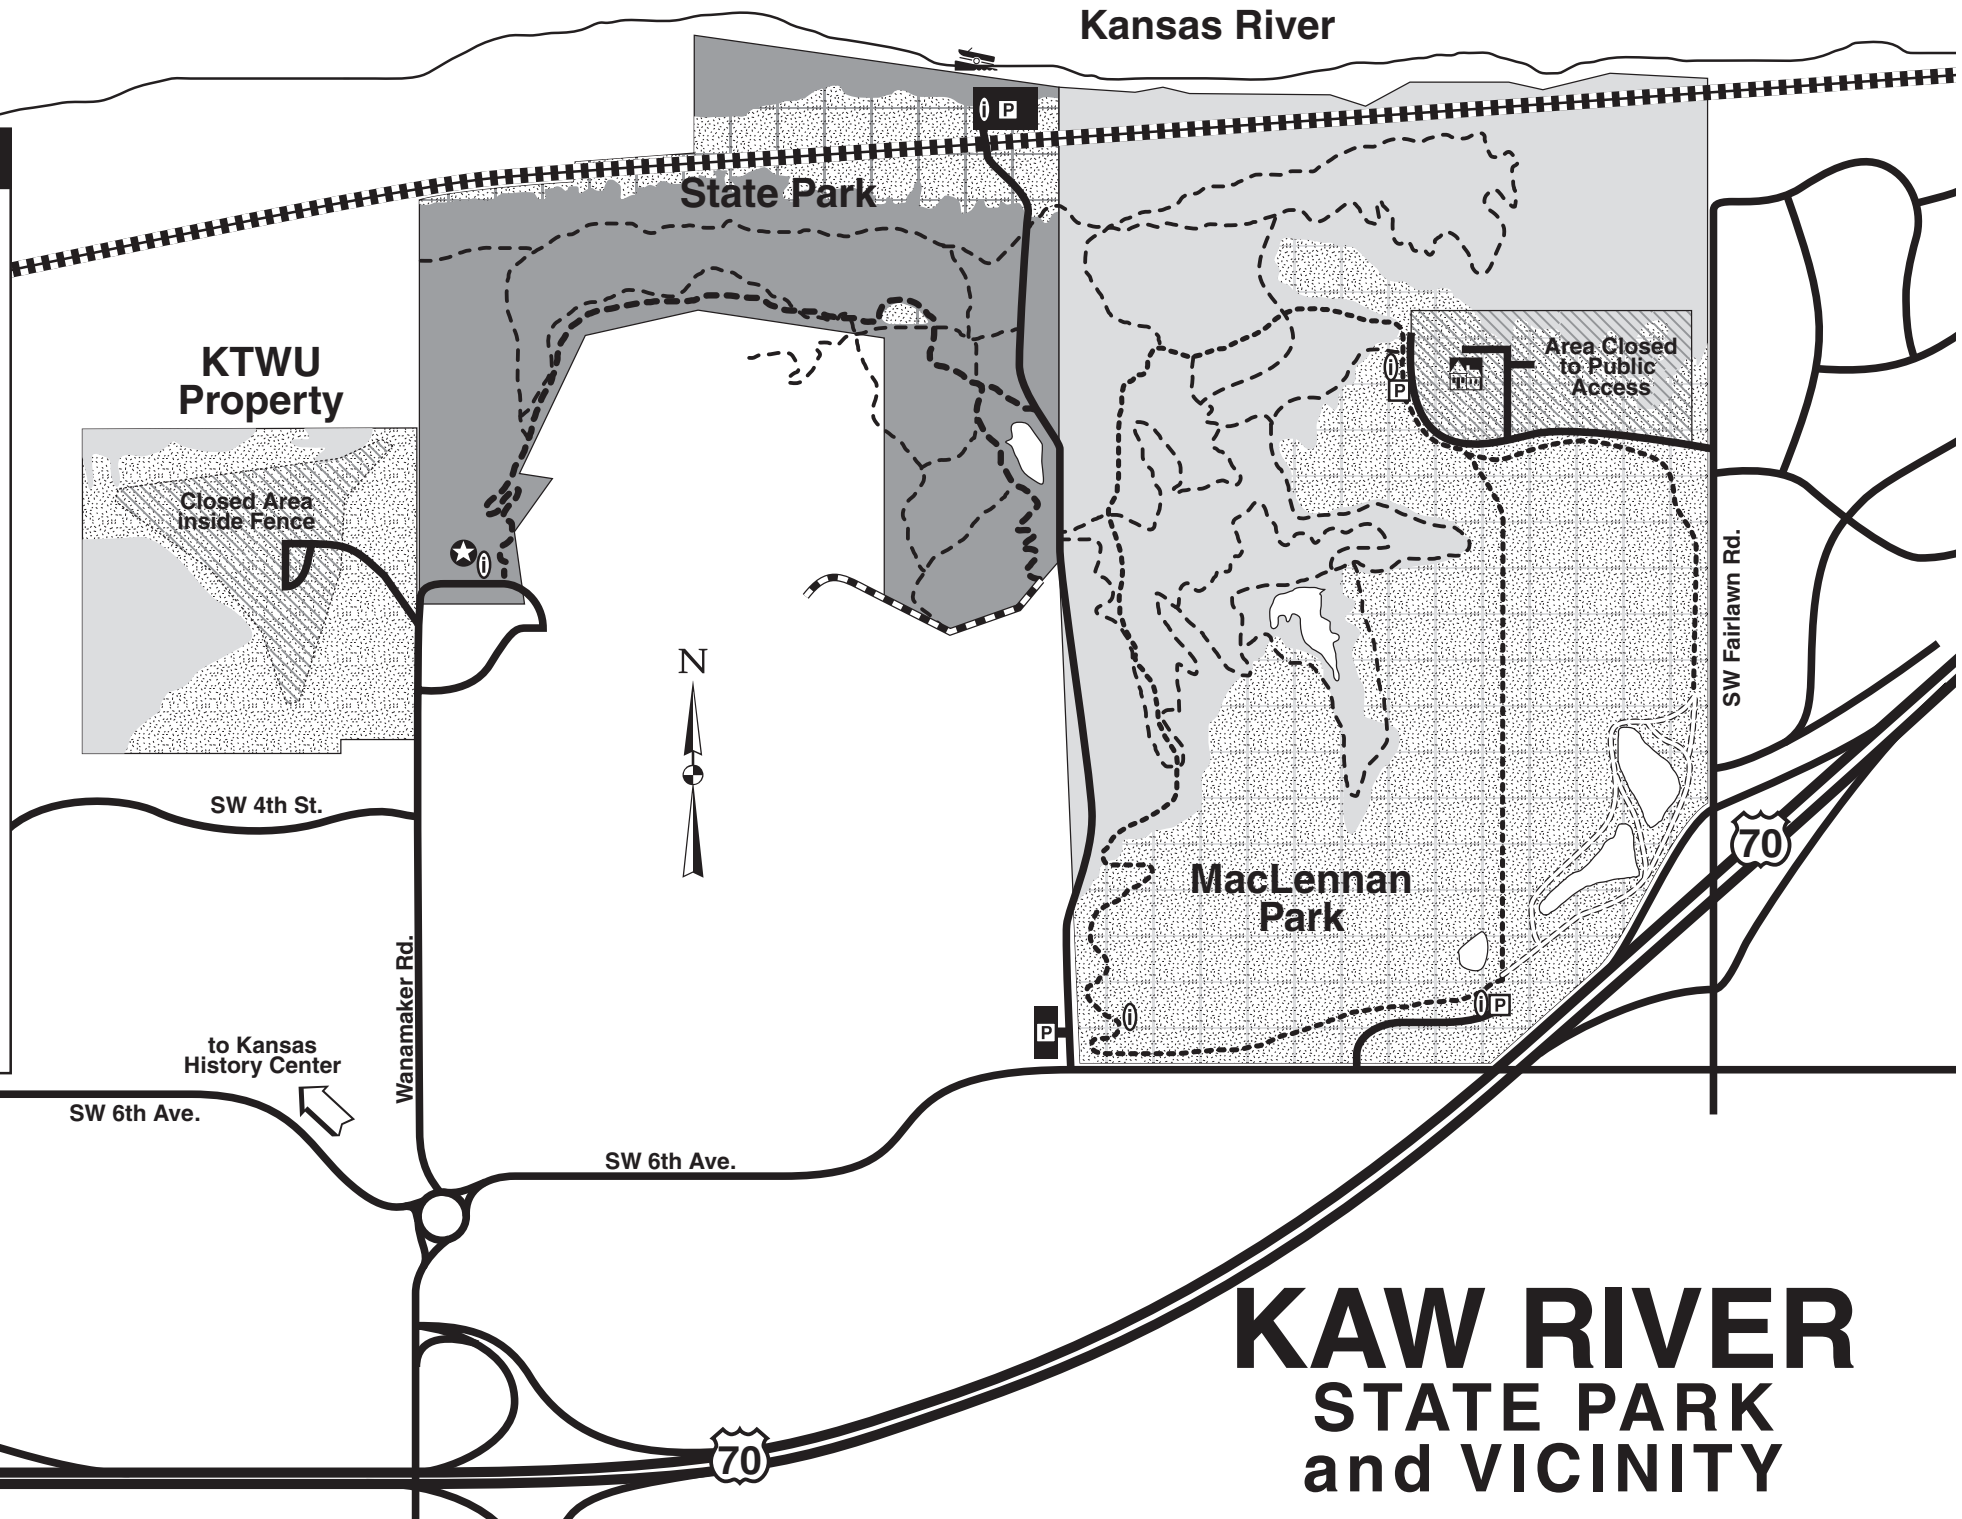 Kansas River
i P
State Park
KTWU
Property
Area Closed
to Public
Access
i
P
Closed Area
inside Fence
i
SW Fairlawn Rd.
N
SW 4th St.
70
MacLennan
Park
Wanamaker Rd.
i P
i
P
to Kansas
History Center
SW 6th Ave.
SW 6th Ave.
70
KAW RIVER
STATE PARK
and VICINITY